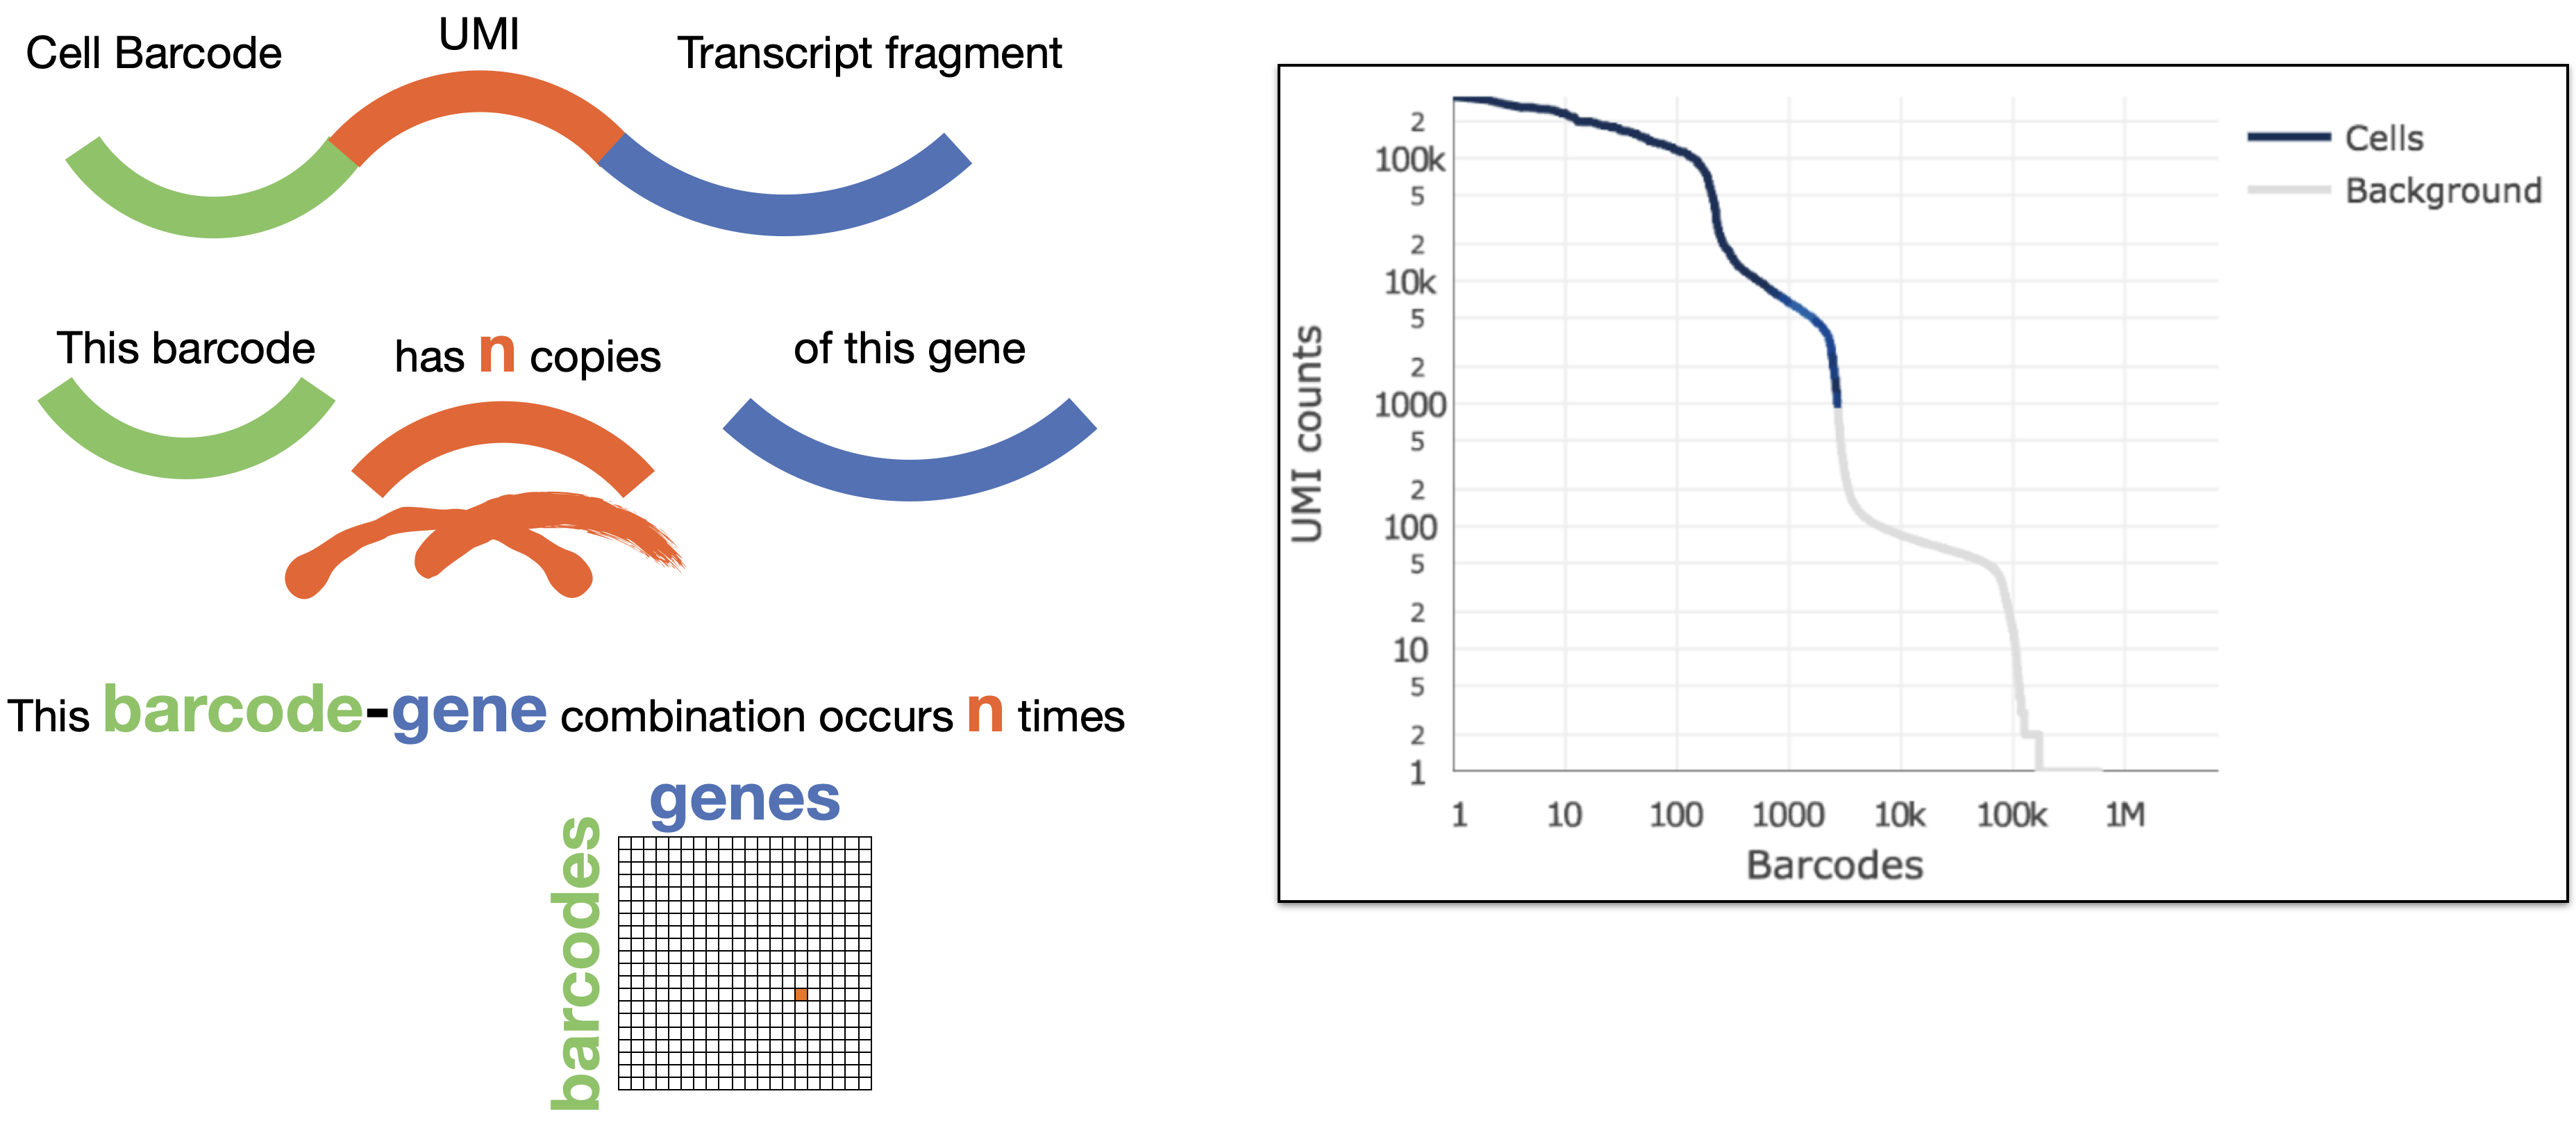 Cell Barcode
UMI
Transcript fragment
This barcode
has n copies
of this gene
This barcode-gene combination occurs n times
genes
barcodes
UMI counts
2
100k
5
2
10k
5
2
1000
5
2
100
5
2
10
5
2
1
1 10 100 1000 10k 100k 1M
Barcodes
Cells
Background